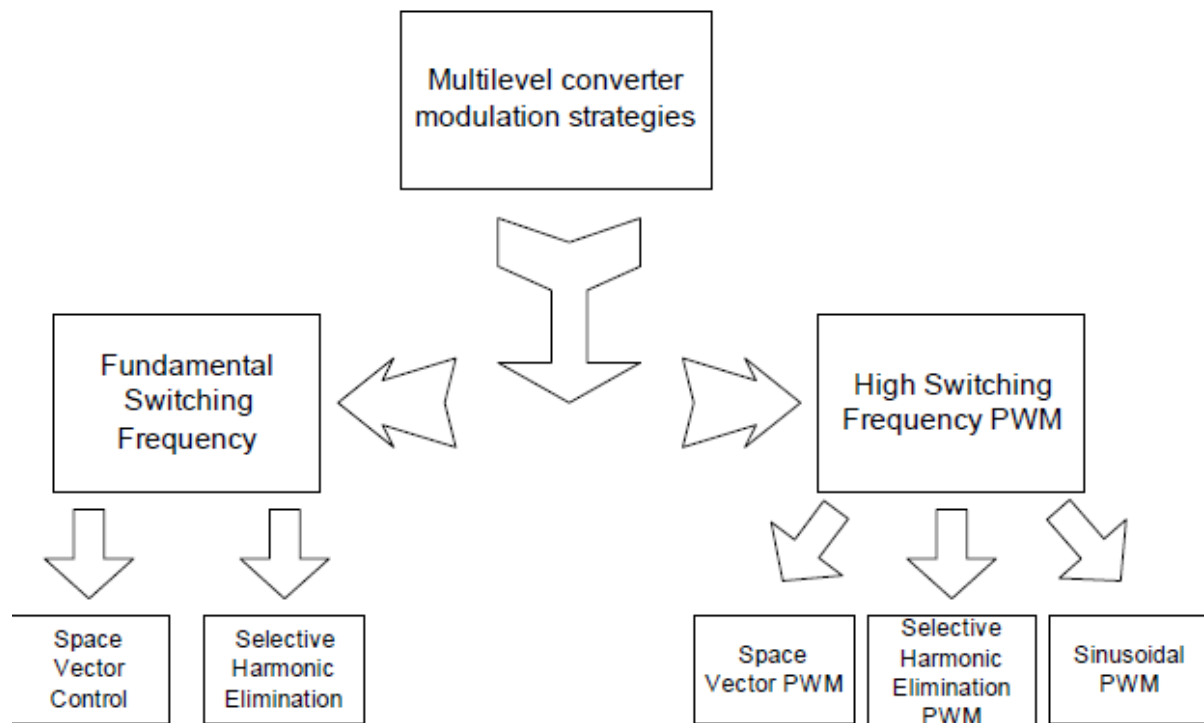 Multilevel converter
modulation strategies
Fundamental
Switching
Frequency
High Switching
Frequency PWM
Space
Vector
Control
Selective
Harmonic
Elimination
Space
Vector PWM
Selective
Harmonic
Elimination
PWM
Sinusoidal
PWM